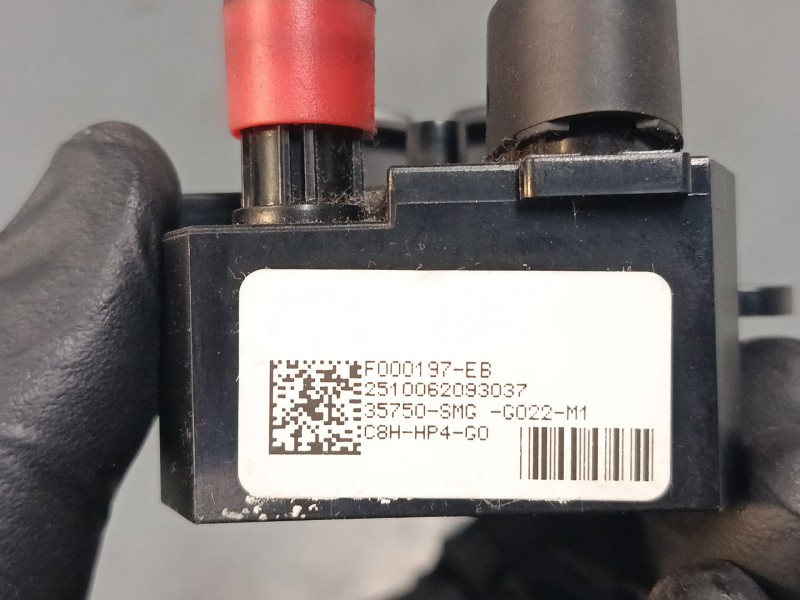 F000197-EB
2510062093037
35750-SMG -G022-M1
C8H-HP4-G0